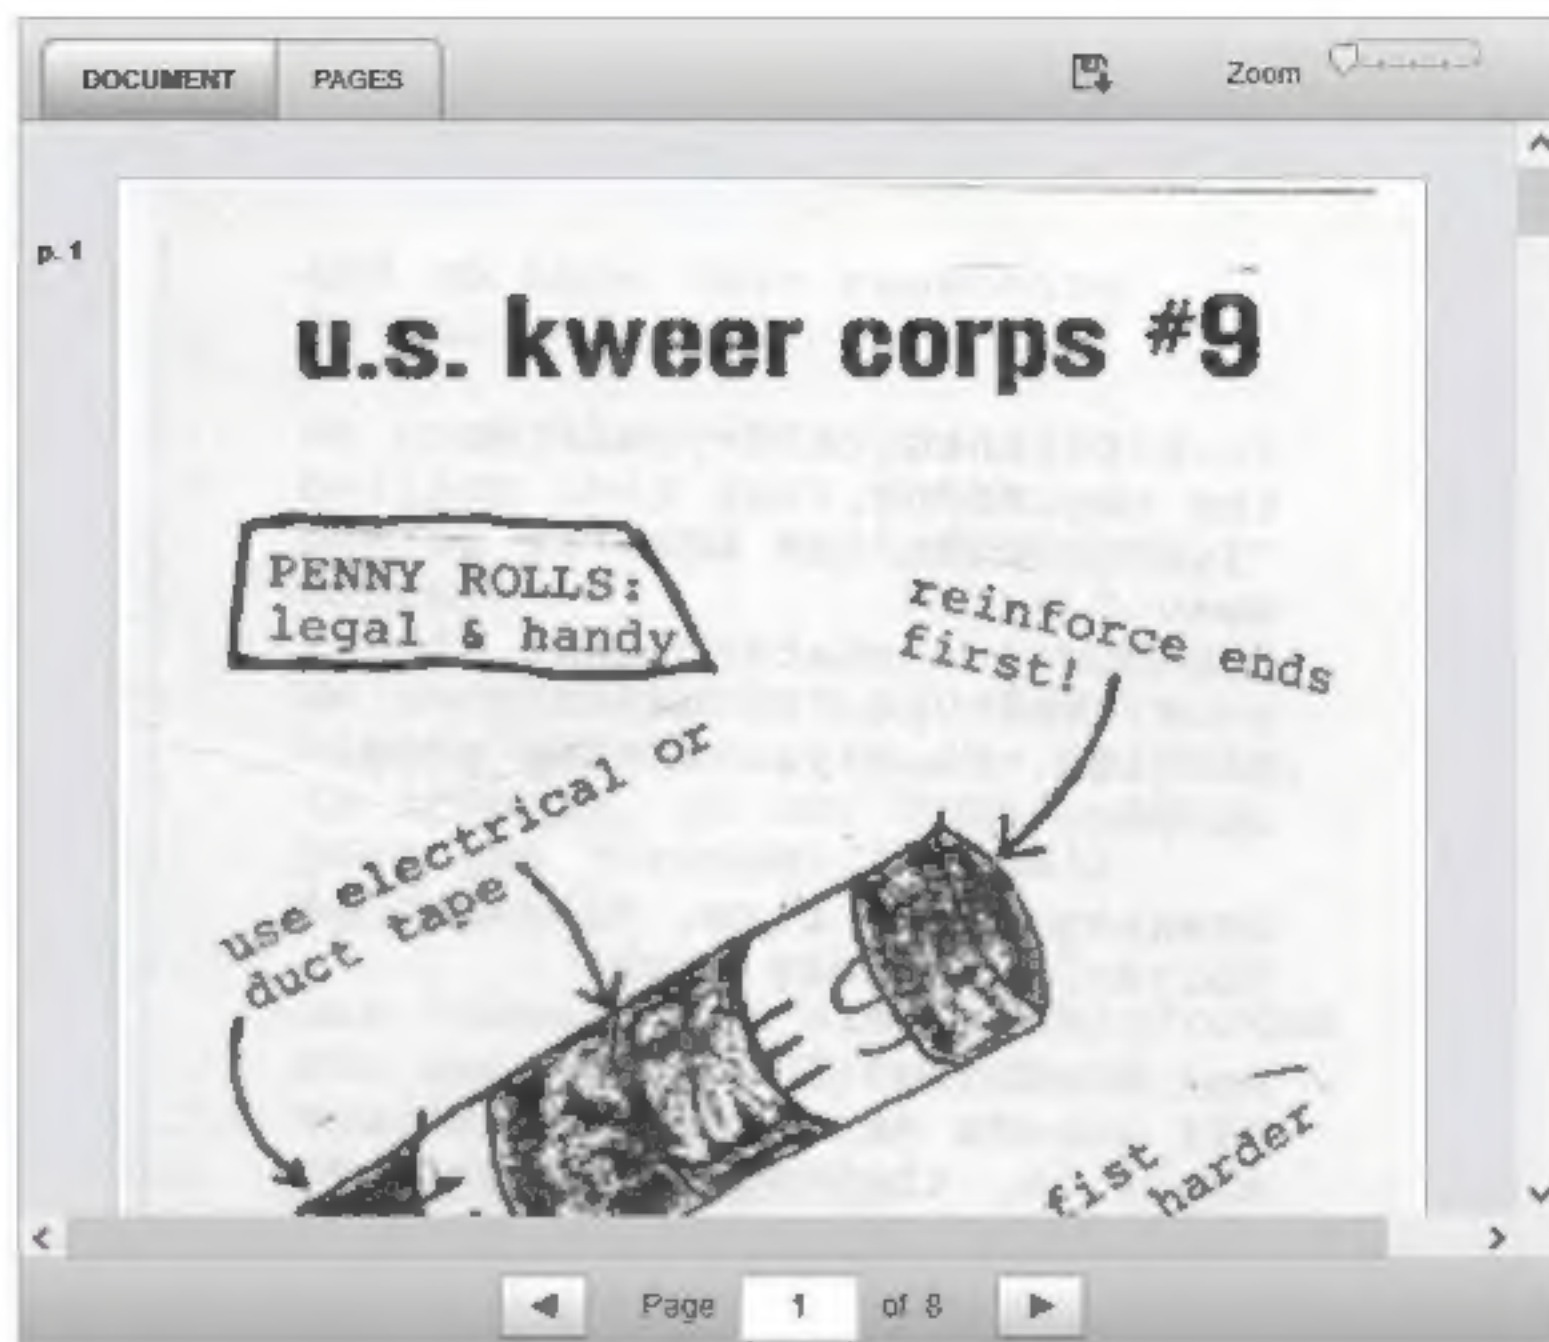 DOCUMENT PAGES Zoom
p. 1
u.s. kweer corps #9
PENNY ROLLS:
legal & handy
reinforce ends
first!
use electrical or
duct tape
fist
harder
Page 1 of 8